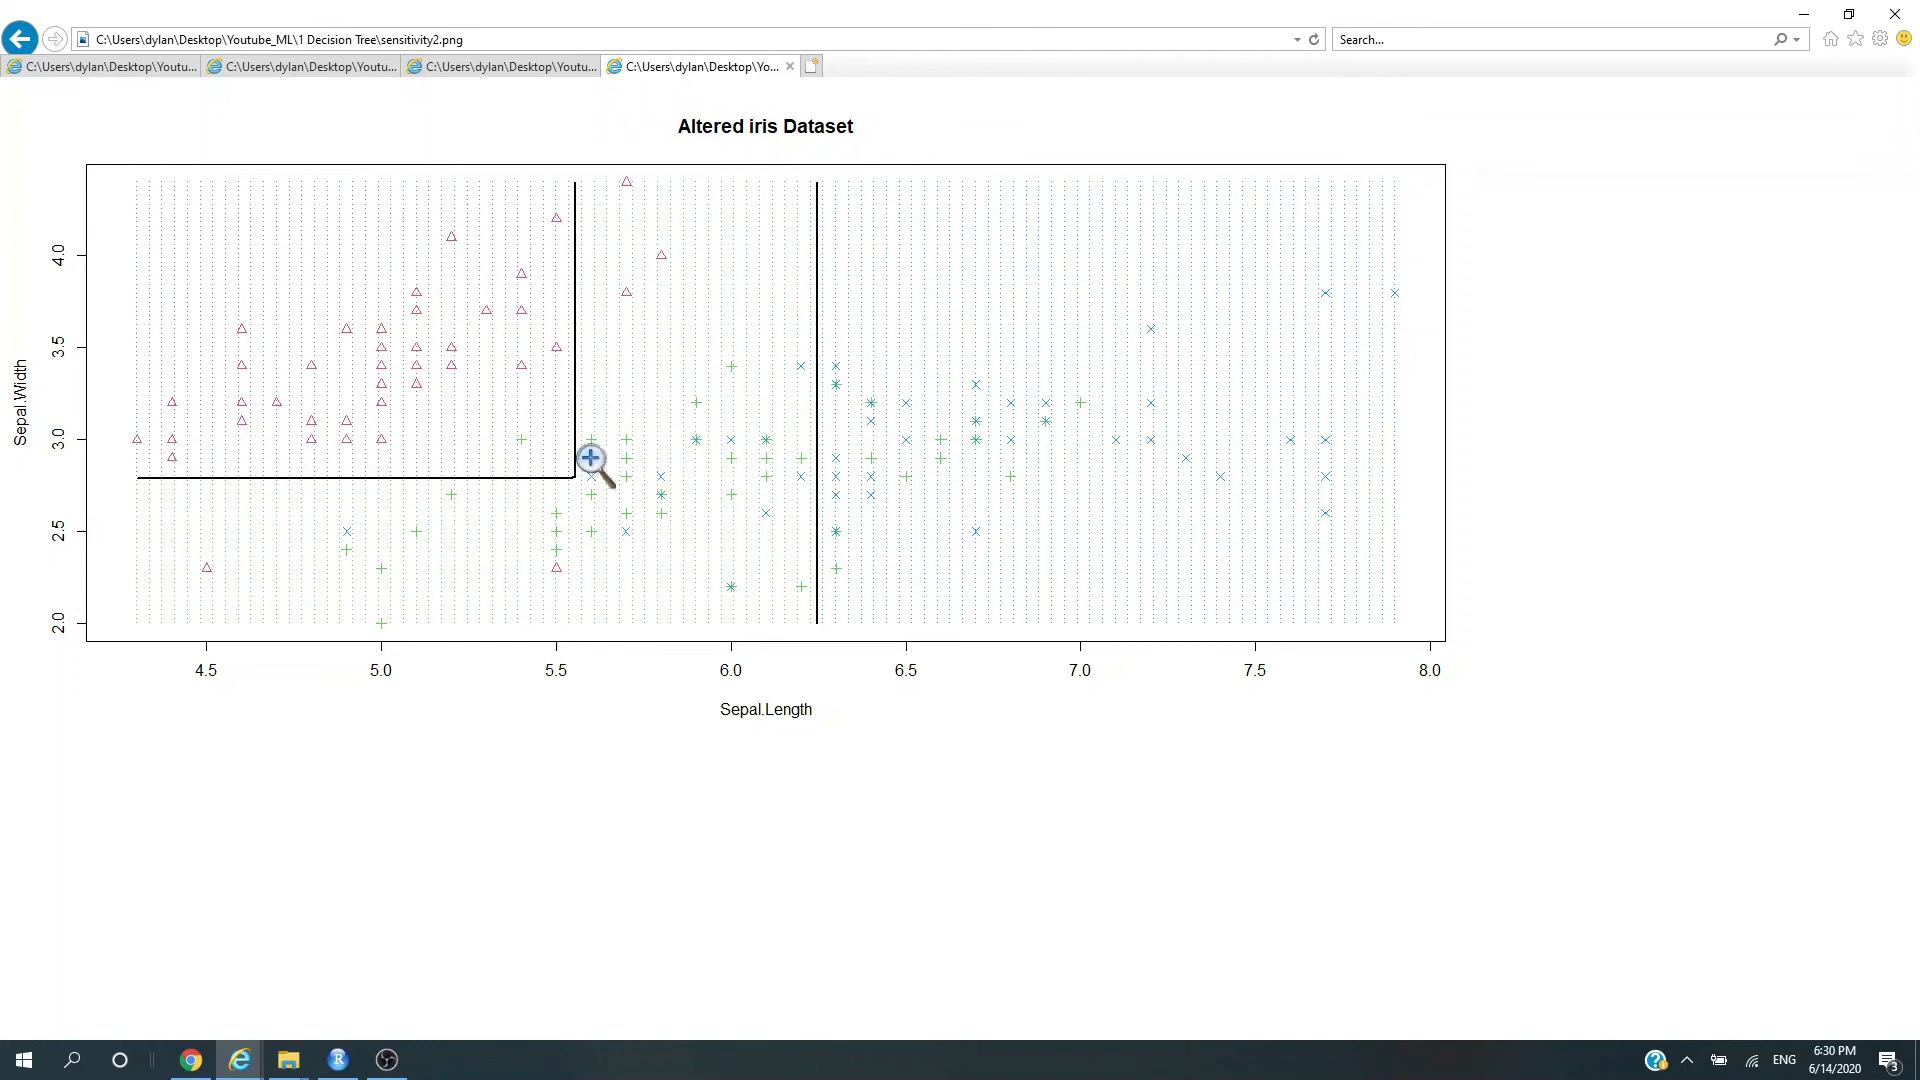 C:\Users\dylan\Desktop\Youtube_ML\1 Decision Tree\sensitivity2.png
Search...
C:\Users\dylan\Desktop\Youtu...
C:\Users\dylan\Desktop\Youtu...
C:\Users\dylan\Desktop\Youtu...
C:\Users\dylan\Desktop\Yo...
Altered iris Dataset
Sepal.Width
4.0
3.5
3.0
2.5
2.0
4.5
5.0
5.5
6.0
6.5
7.0
7.5
8.0
Sepal.Length
ENG
6:30 PM
6/14/2020
3